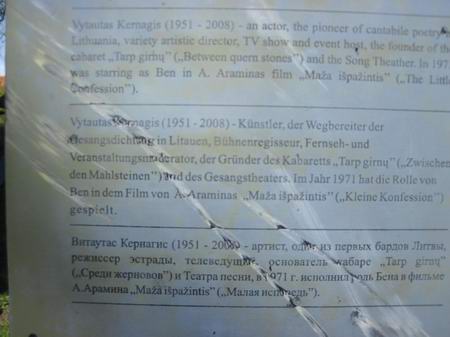 Vytautas Kernagis (1951 - 2008) - an actor, the pioneer of cantabile poetry
Lithuania, variety artistic director, TV show and event host, the founder of the
cabaret „Tarp girnų” („Between quern stones”) and the Song Theather. In 197
was starring as Ben in A. Araminas film „Maža išpažintis” („The Little
Confession”).
Vytautas Kernagis (1951 - 2008) - Künstler, der Wegbereiter der
Gesangsdichtung in Litauen, Bühnenregisseur, Fernseh- und
Veranstaltungsmoderator, der Gründer des Kabaretts „Tarp girnų” („Zwischen
den Mahlsteinen”) und des Gesangstheaters. Im Jahr 1971 hat die Rolle von
Ben in dem Film von A. Araminas „Maža išpažintis” („Kleine Konfession”)
gespielt.
Витаутас Кернагис (1951 - 2008) - артист, один из первых бардов Литвы,
режиссер эстрады, телеведущий, основатель кабаре „Tarp girnų”
(„Среди жерновов”) и Театра песни, в 1971 г. исполнил роль Бена в фильме
А.Арамина „Maža išpažintis” („Малая исповедь”).